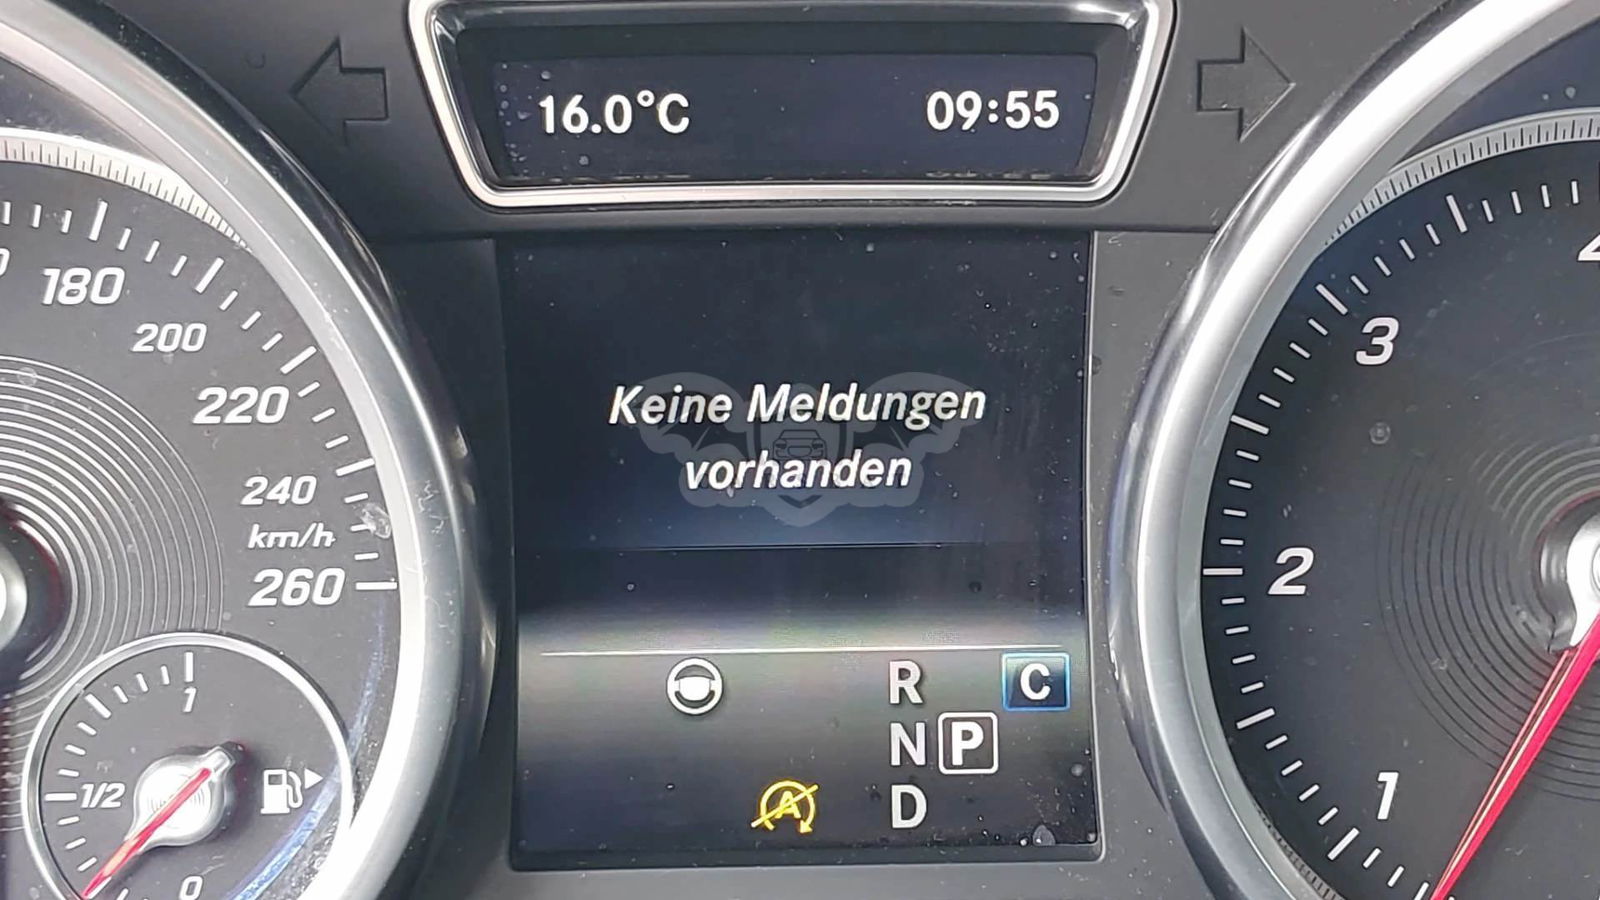 16.0°C 09:55
180
200
220
240
km/h
260
1
1/2
0
Keine Meldungen
vorhanden
R C
N P
A D
3
2
1